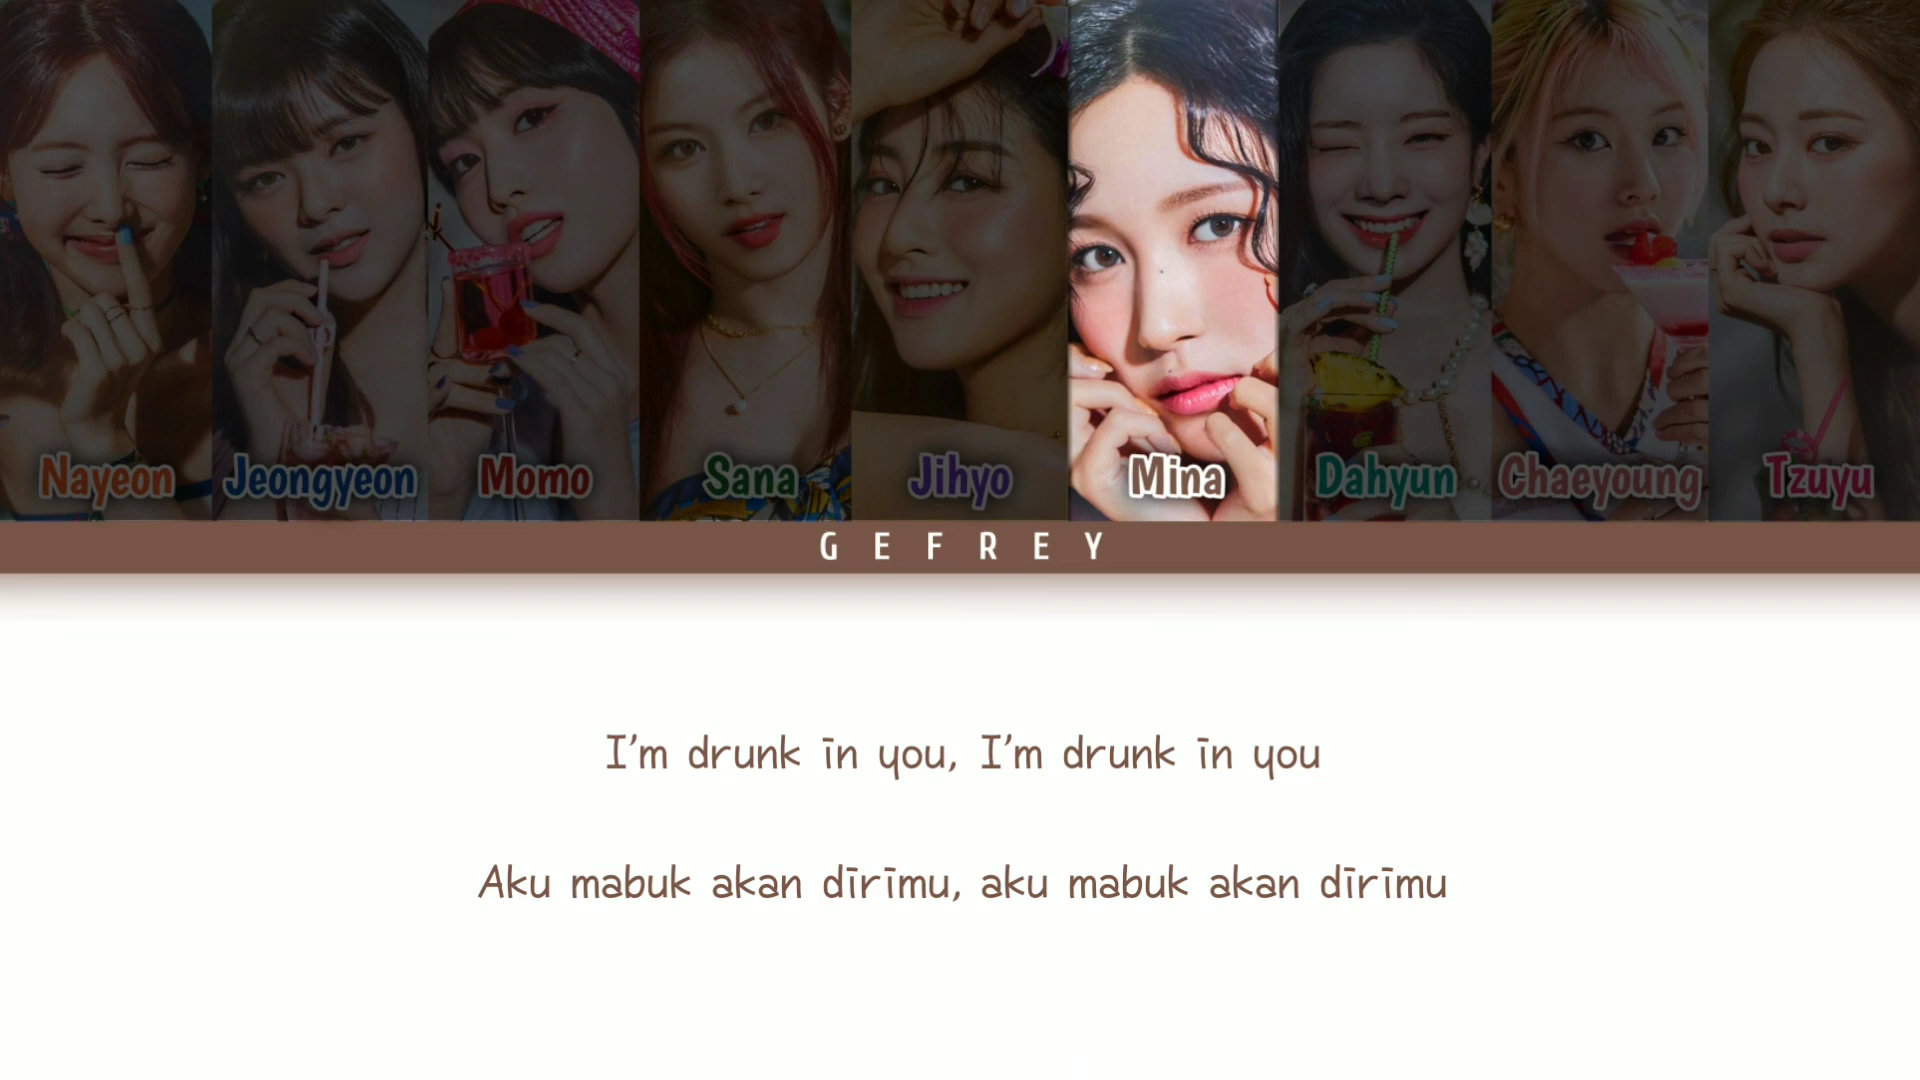 Nayeon Jeongyeon Momo Sana Jihyo Mina Dahyun Chaeyoung Tzuyu
GEFREY
I'm drunk in you, I'm drunk in you
Aku mabuk akan dirimu, aku mabuk akan dirimu